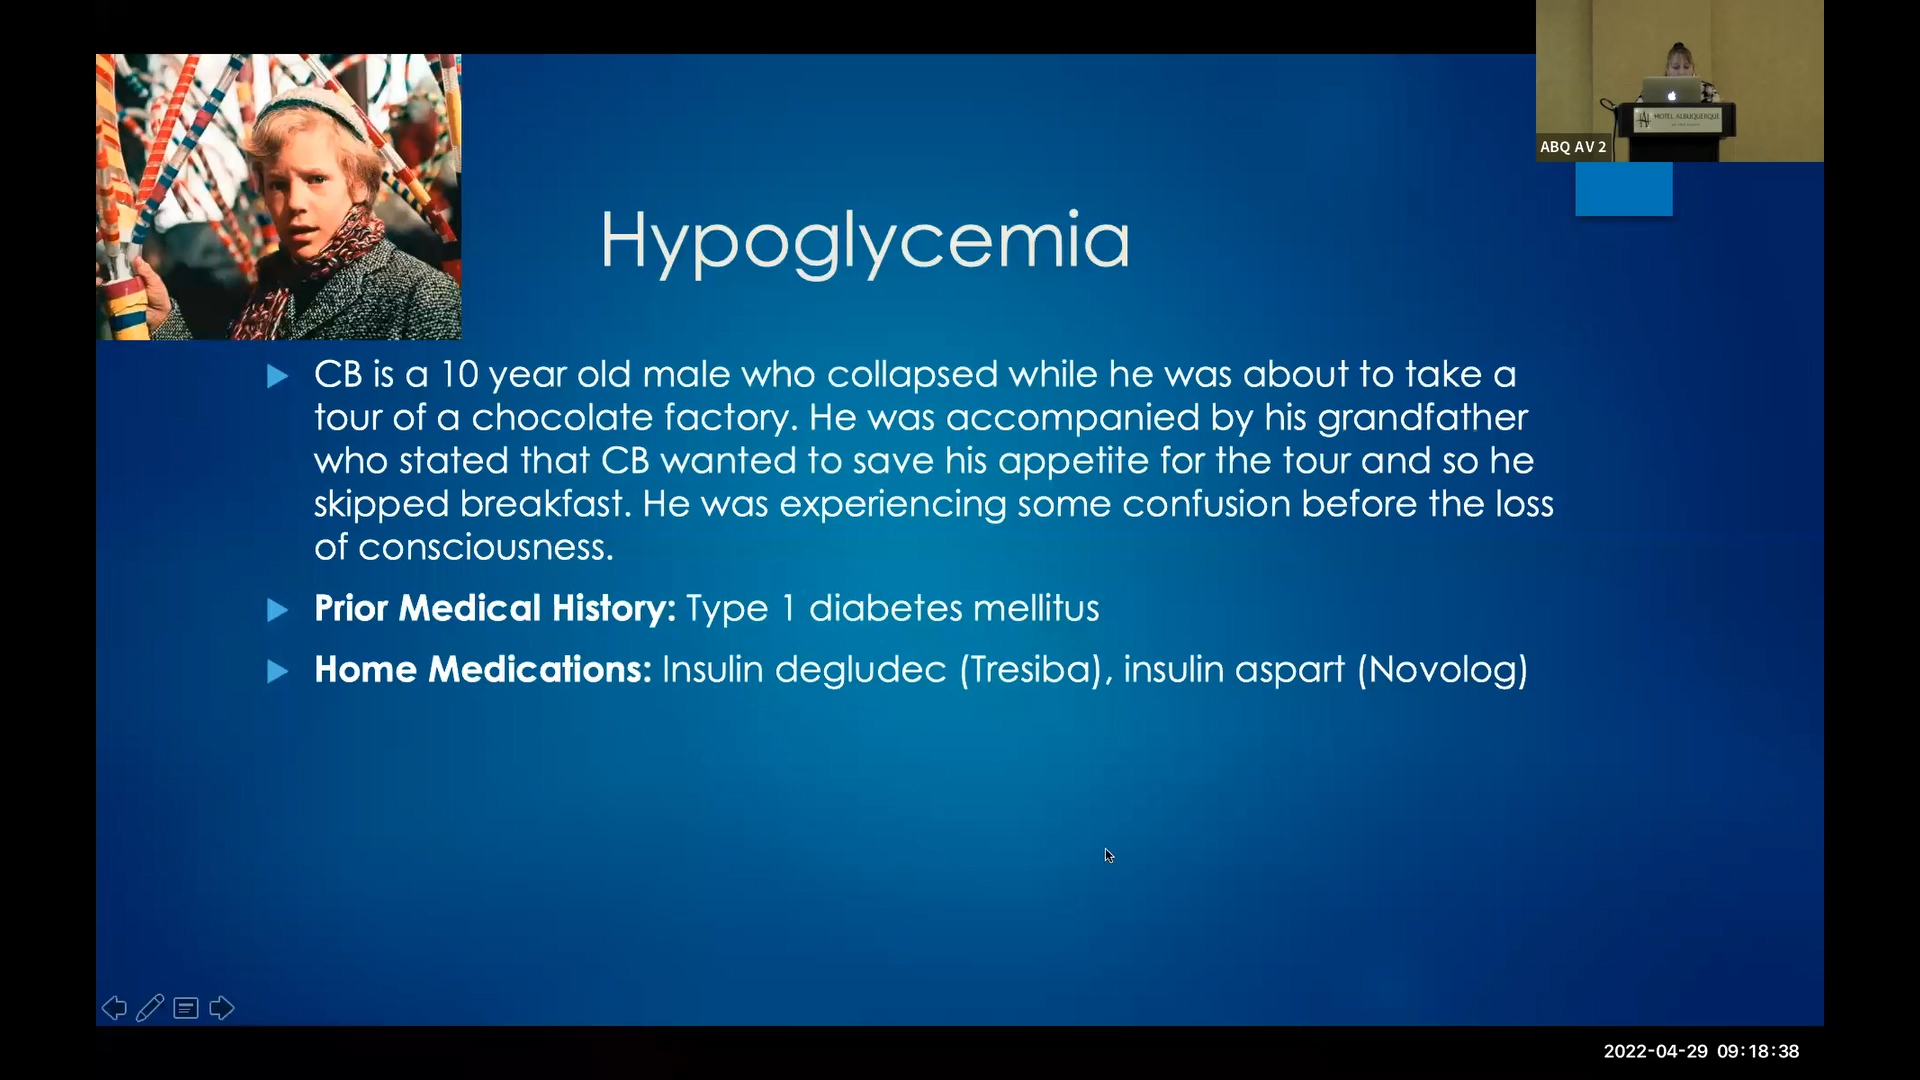 HOTEL ALBUQUERQUE
ABQ AV 2
Hypoglycemia
CB is a 10 year old male who collapsed while he was about to take a
tour of a chocolate factory. He was accompanied by his grandfather
who stated that CB wanted to save his appetite for the tour and so he
skipped breakfast. He was experiencing some confusion before the loss
of consciousness.
Prior Medical History: Type 1 diabetes mellitus
Home Medications: Insulin degludec (Tresiba), insulin aspart (Novolog)
2022-04-29 09:18:38